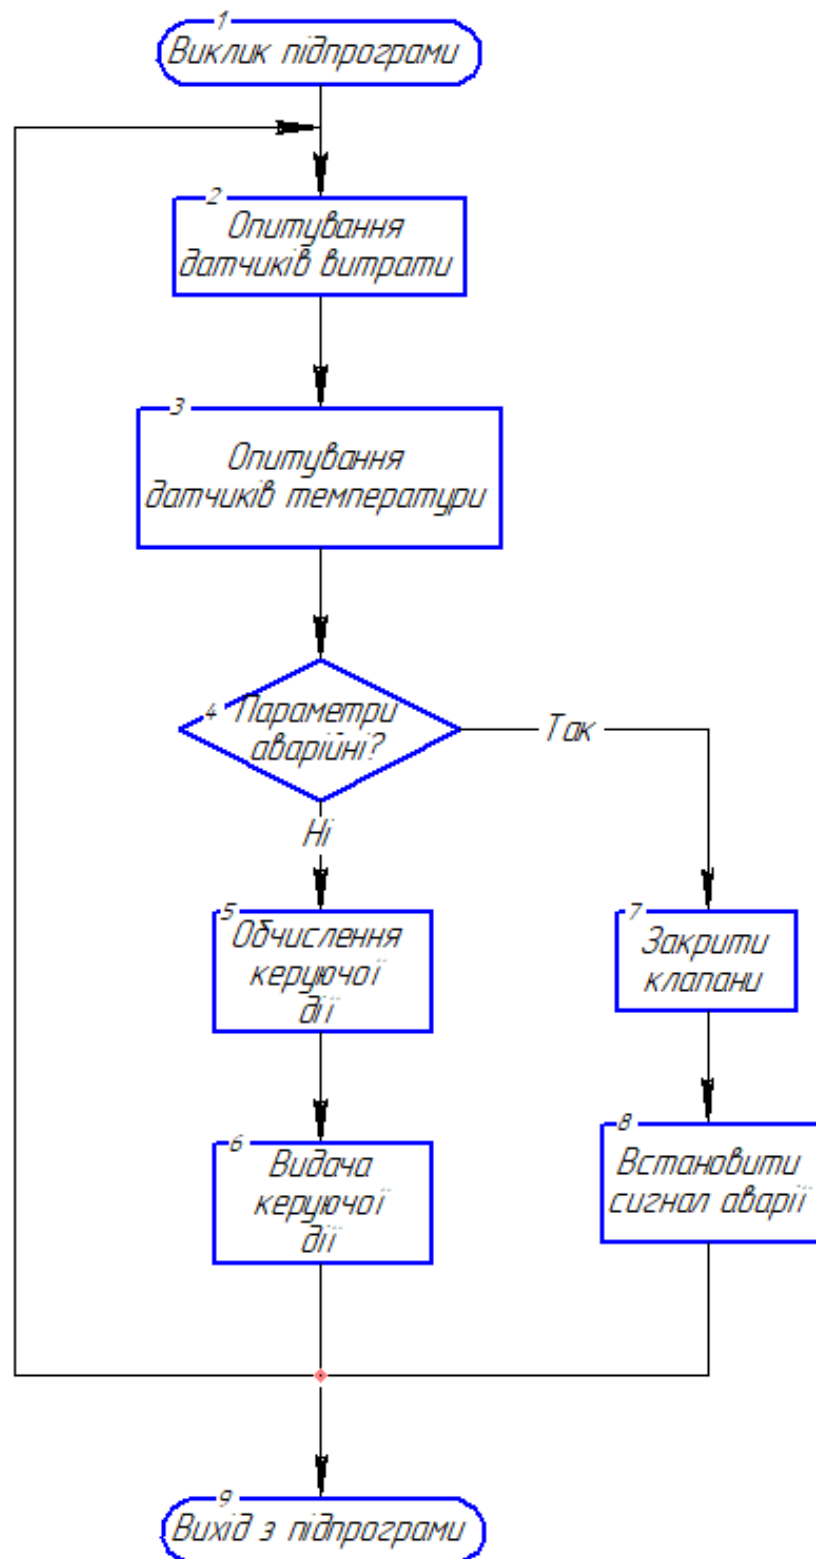 1
Виклик підпрограми
2
Опитування
датчиків витрати
3
Опитування
датчиків температури
4 Параметри
аварійні?
Так
Ні
5
Обчислення
керуючої
дії
7
Закрити
клапани
6
Видача
керуючої
дії
8
Встановити
сигнал аварії
9
Вихід з підпрограми